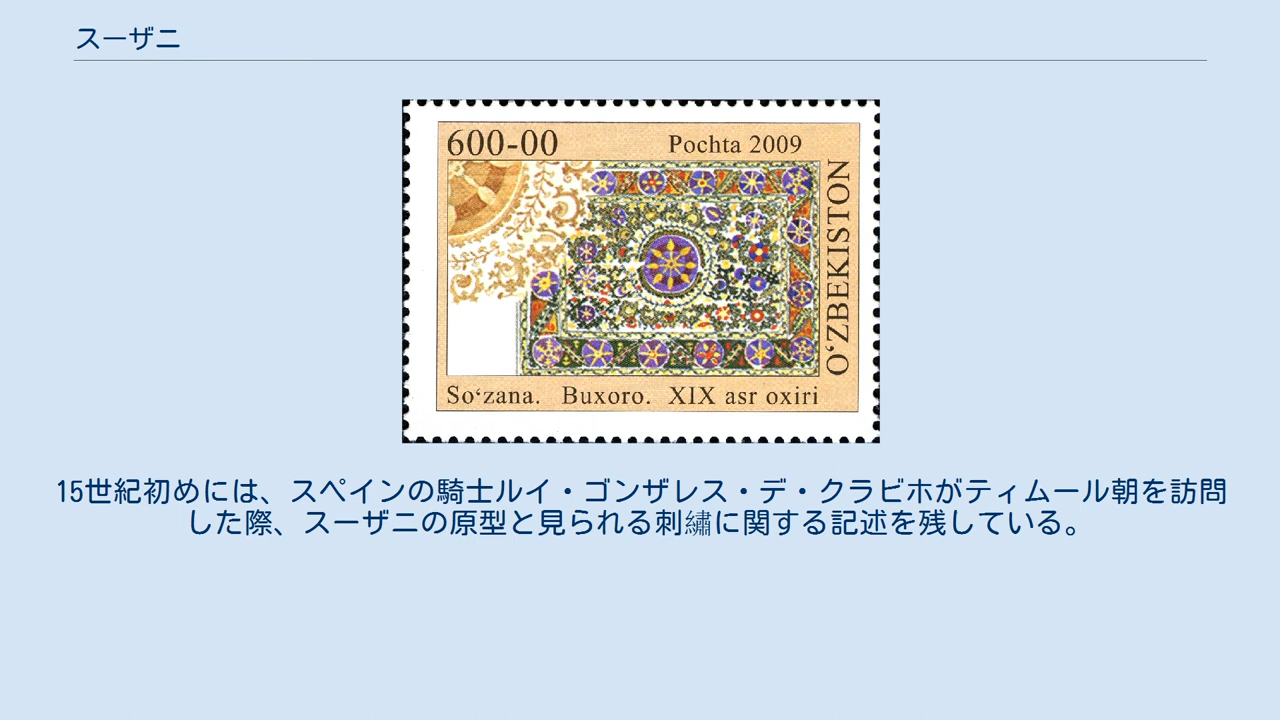 スーザニ
600-00
Pochta 2009
O‘ZBEKISTON
So‘zana. Buxoro. XIX asr oxiri
15世紀初めには、スペインの騎士ルイ・ゴンザレス・デ・クラビホがティムール朝を訪問
した際、スーザニの原型と見られる刺繡に関する記述を残している。